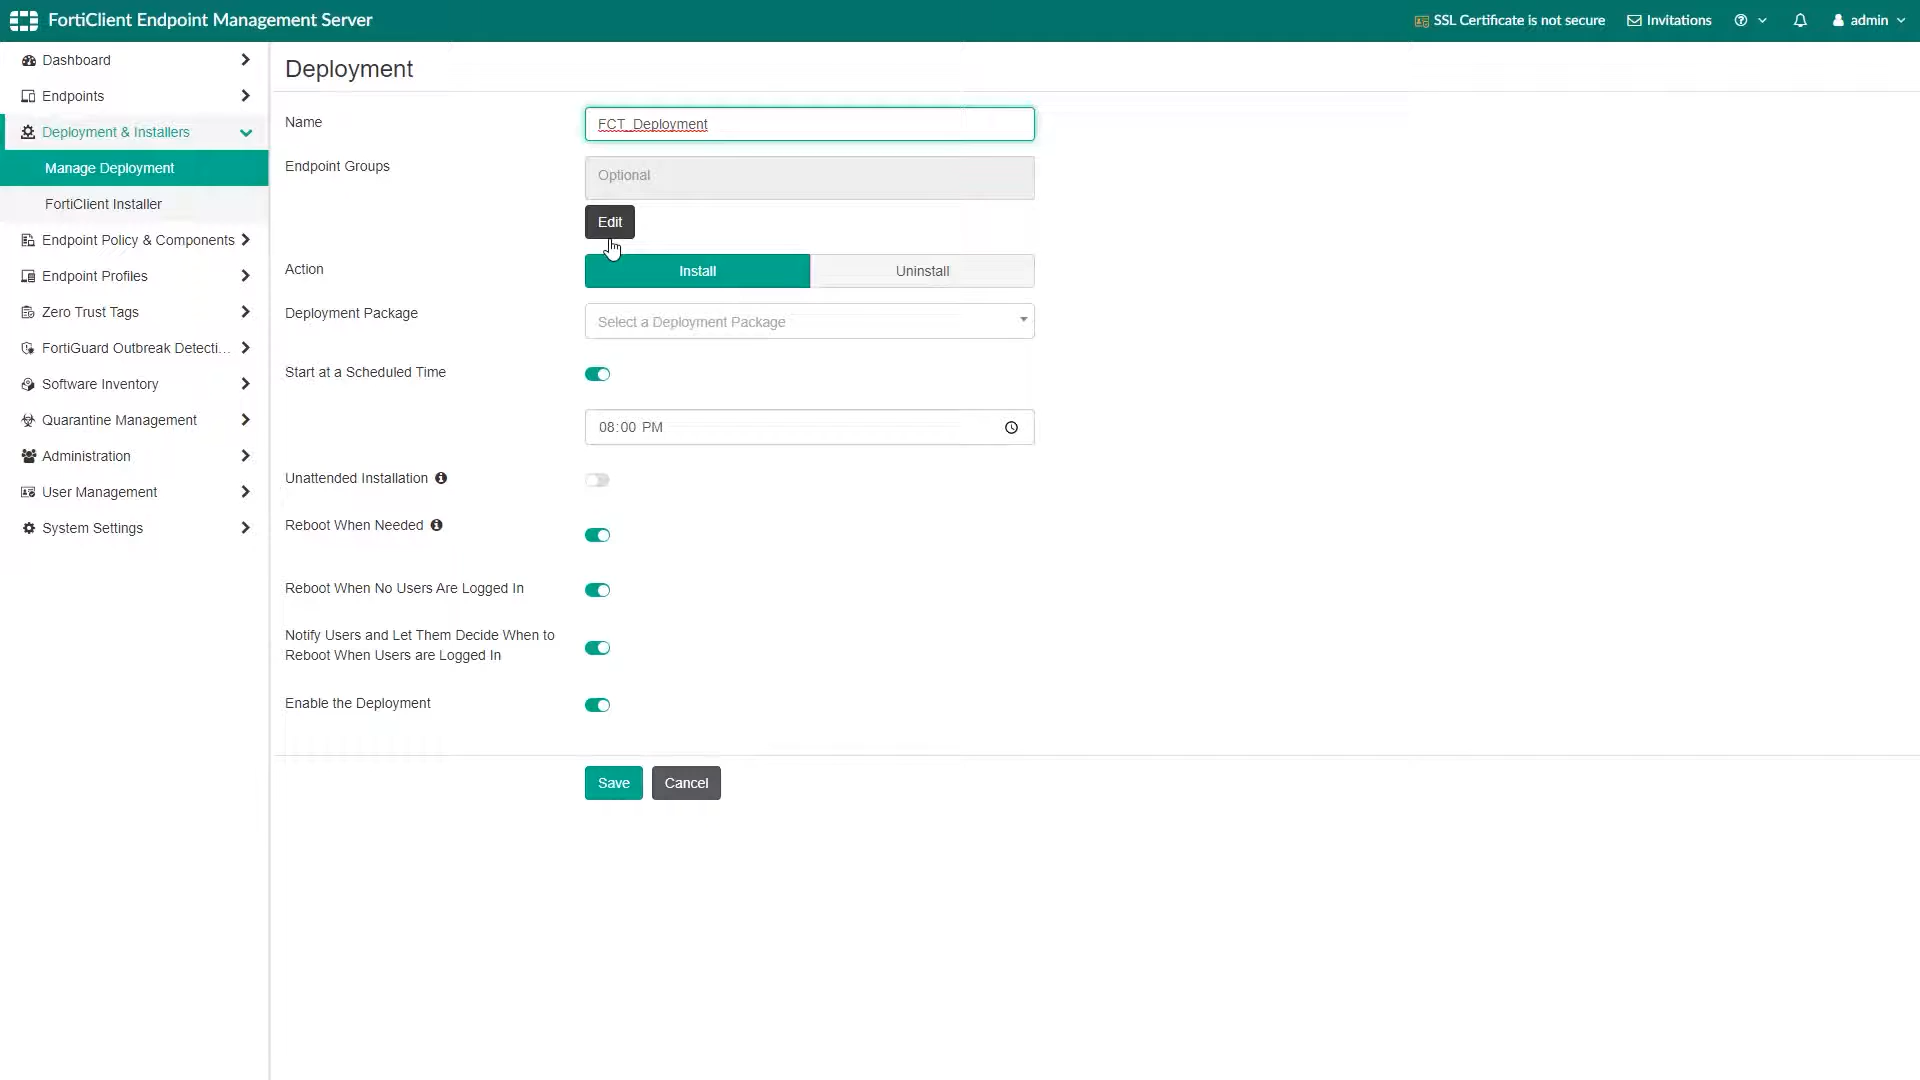 FortiClient Endpoint Management Server
SSL Certificate is not secure
Invitations
admin
Dashboard
Endpoints
Deployment & Installers
Manage Deployment
FortiClient Installer
Endpoint Policy & Components
Endpoint Profiles
Zero Trust Tags
FortiGuard Outbreak Detecti...
Software Inventory
Quarantine Management
Administration
User Management
System Settings
Deployment
Name
FCT_Deployment
Endpoint Groups
Optional
Edit
Action
Install
Uninstall
Deployment Package
Select a Deployment Package
Start at a Scheduled Time
08:00 PM
Unattended Installation
Reboot When Needed
Reboot When No Users Are Logged In
Notify Users and Let Them Decide When to
Reboot When Users are Logged In
Enable the Deployment
Save
Cancel